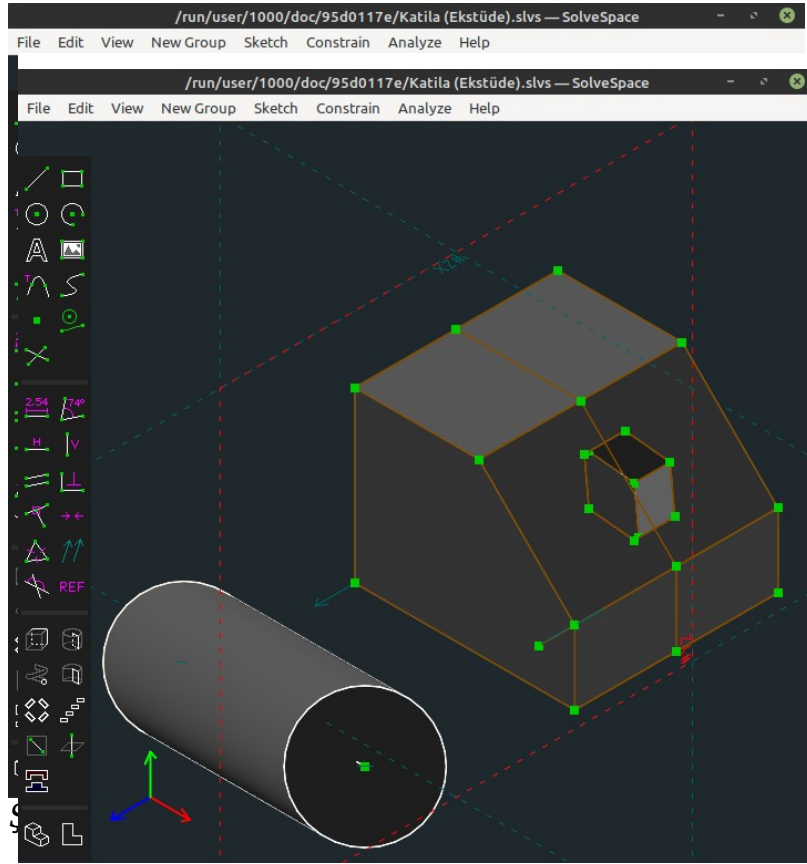 /run/user/1000/doc/95d0117e/Katila (Ekstüde).slvs — SolveSpace
File Edit View New Group Sketch Constrain Analyze Help
/run/user/1000/doc/95d0117e/Katila (Ekstüde).slvs — SolveSpace
File Edit View New Group Sketch Constrain Analyze Help
A
T
2.54 74°
H V
REF